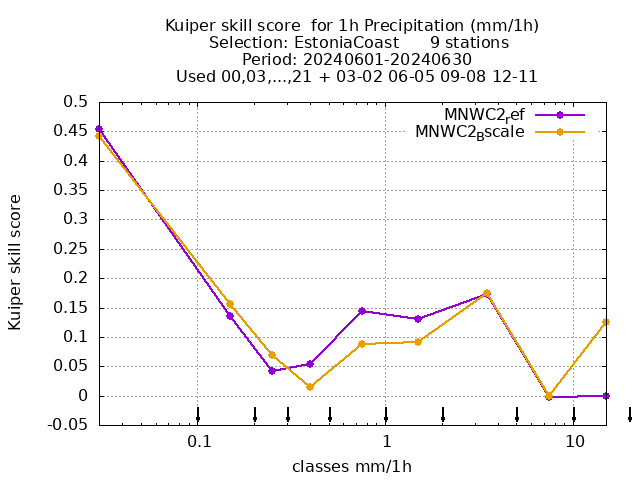 Kuiper skill score  for 1h Precipitation (mm/1h)
Selection: EstoniaCoast      9 stations
Period: 20240601-20240630
Used 00,03,...,21 + 03-02 06-05 09-08 12-11
MNWC2ref
MNWC2Bscale
0.5
0.45
0.4
0.35
0.3
0.25
0.2
0.15
0.1
0.05
0
-0.05
Kuiper skill score
0.1 1 10
classes mm/1h